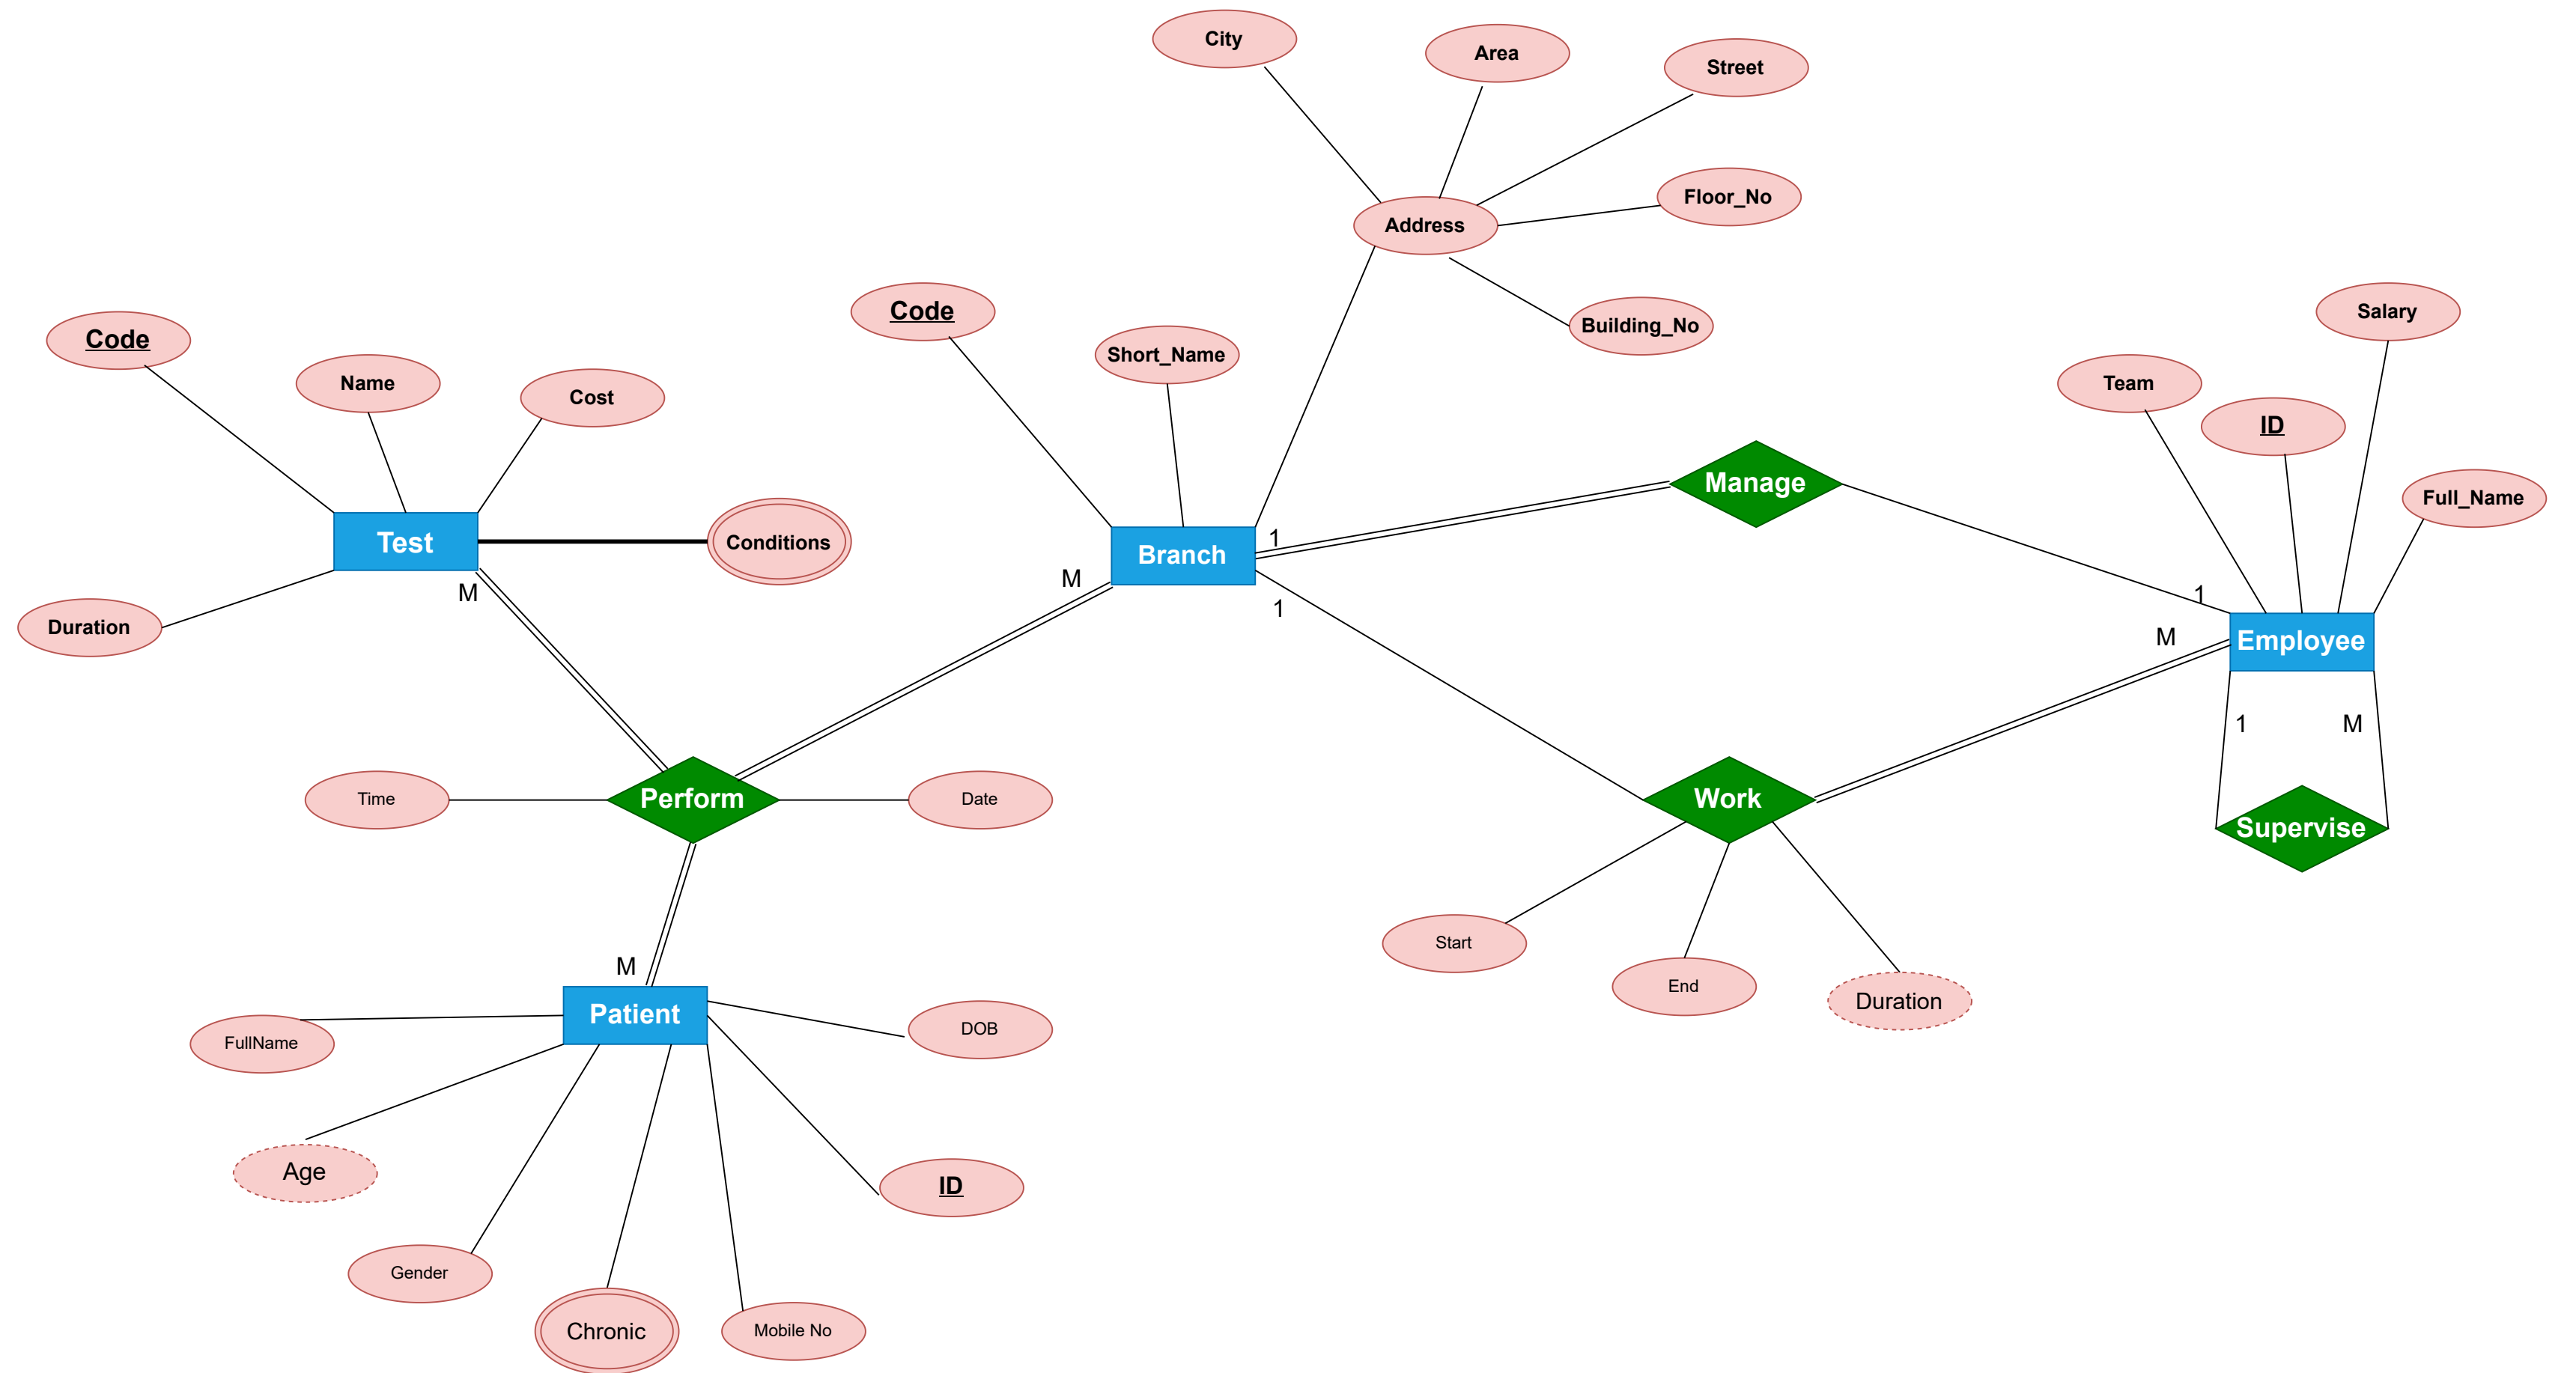 City
Area
Street
Floor_No
Address
Building_No
Code
Short_Name
Salary
Code
Name
Cost
Team
ID
Full_Name
Manage
Test
Conditions
Branch
1
M
M
1
1
1
M
Employee
Duration
1
M
Time
Perform
Date
Work
Supervise
Start
End
Duration
M
Patient
FullName
DOB
Age
ID
Gender
Chronic
Mobile No